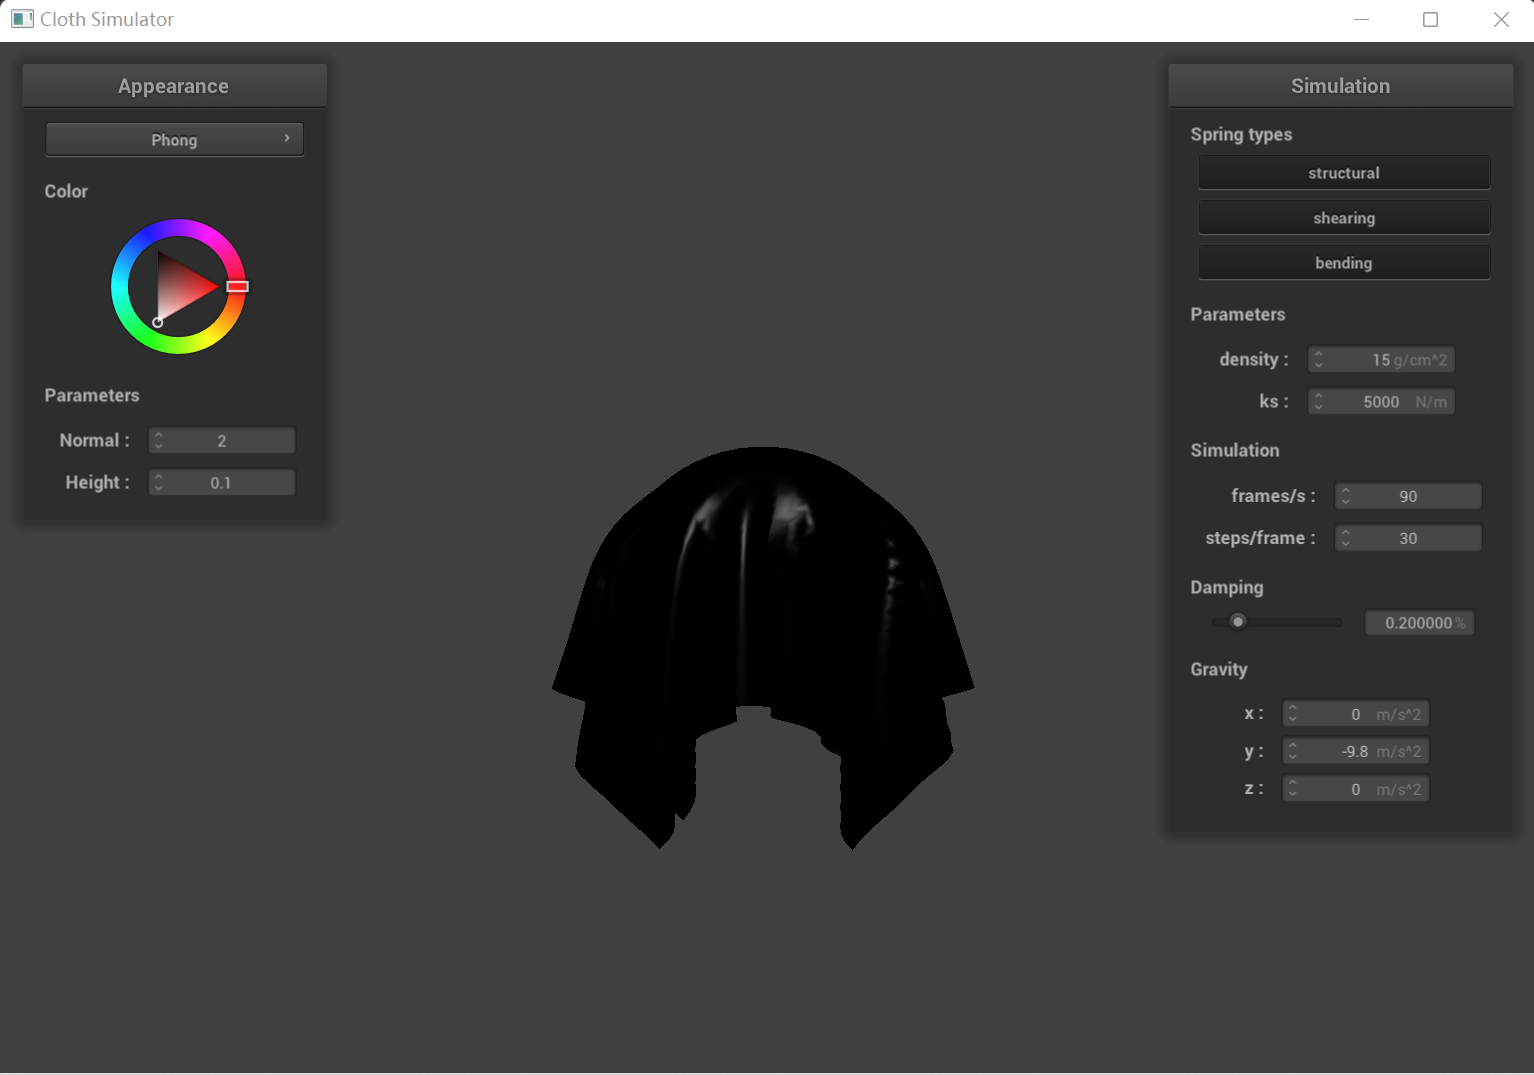 Cloth Simulator
Appearance
Phong
Color
Parameters
Normal : 2
Height : 0.1
Simulation
Spring types
structural
shearing
bending
Parameters
density : 15 g/cm^2
ks : 5000 N/m
Simulation
frames/s : 90
steps/frame : 30
Damping
0.200000 %
Gravity
x : 0 m/s^2
y : -9.8 m/s^2
z : 0 m/s^2